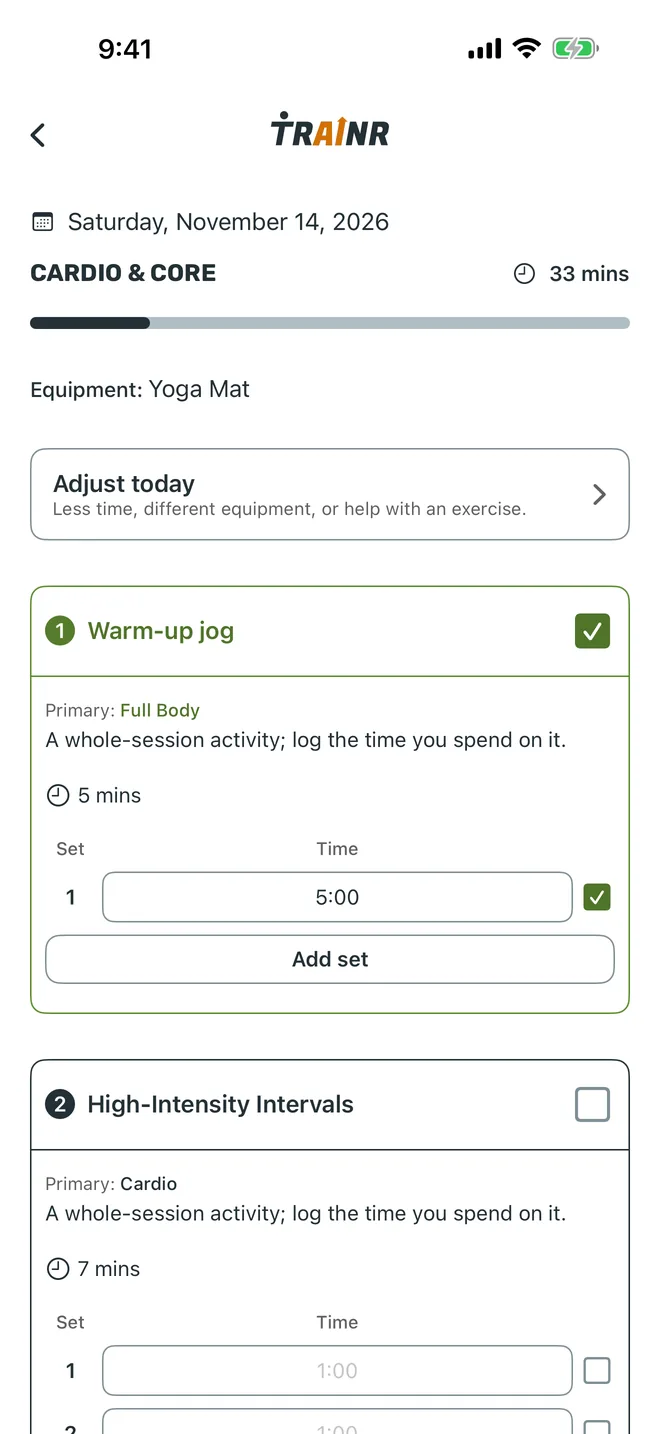 9:41
TRAINR
Saturday, November 14, 2026
CARDIO & CORE
33 mins
Equipment: Yoga Mat
Adjust today
Less time, different equipment, or help with an exercise.
1 Warm-up jog
Primary: Full Body
A whole-session activity; log the time you spend on it.
5 mins
Set Time
1 5:00
Add set
2 High-Intensity Intervals
Primary: Cardio
A whole-session activity; log the time you spend on it.
7 mins
Set Time
1 1:00
2 1:00